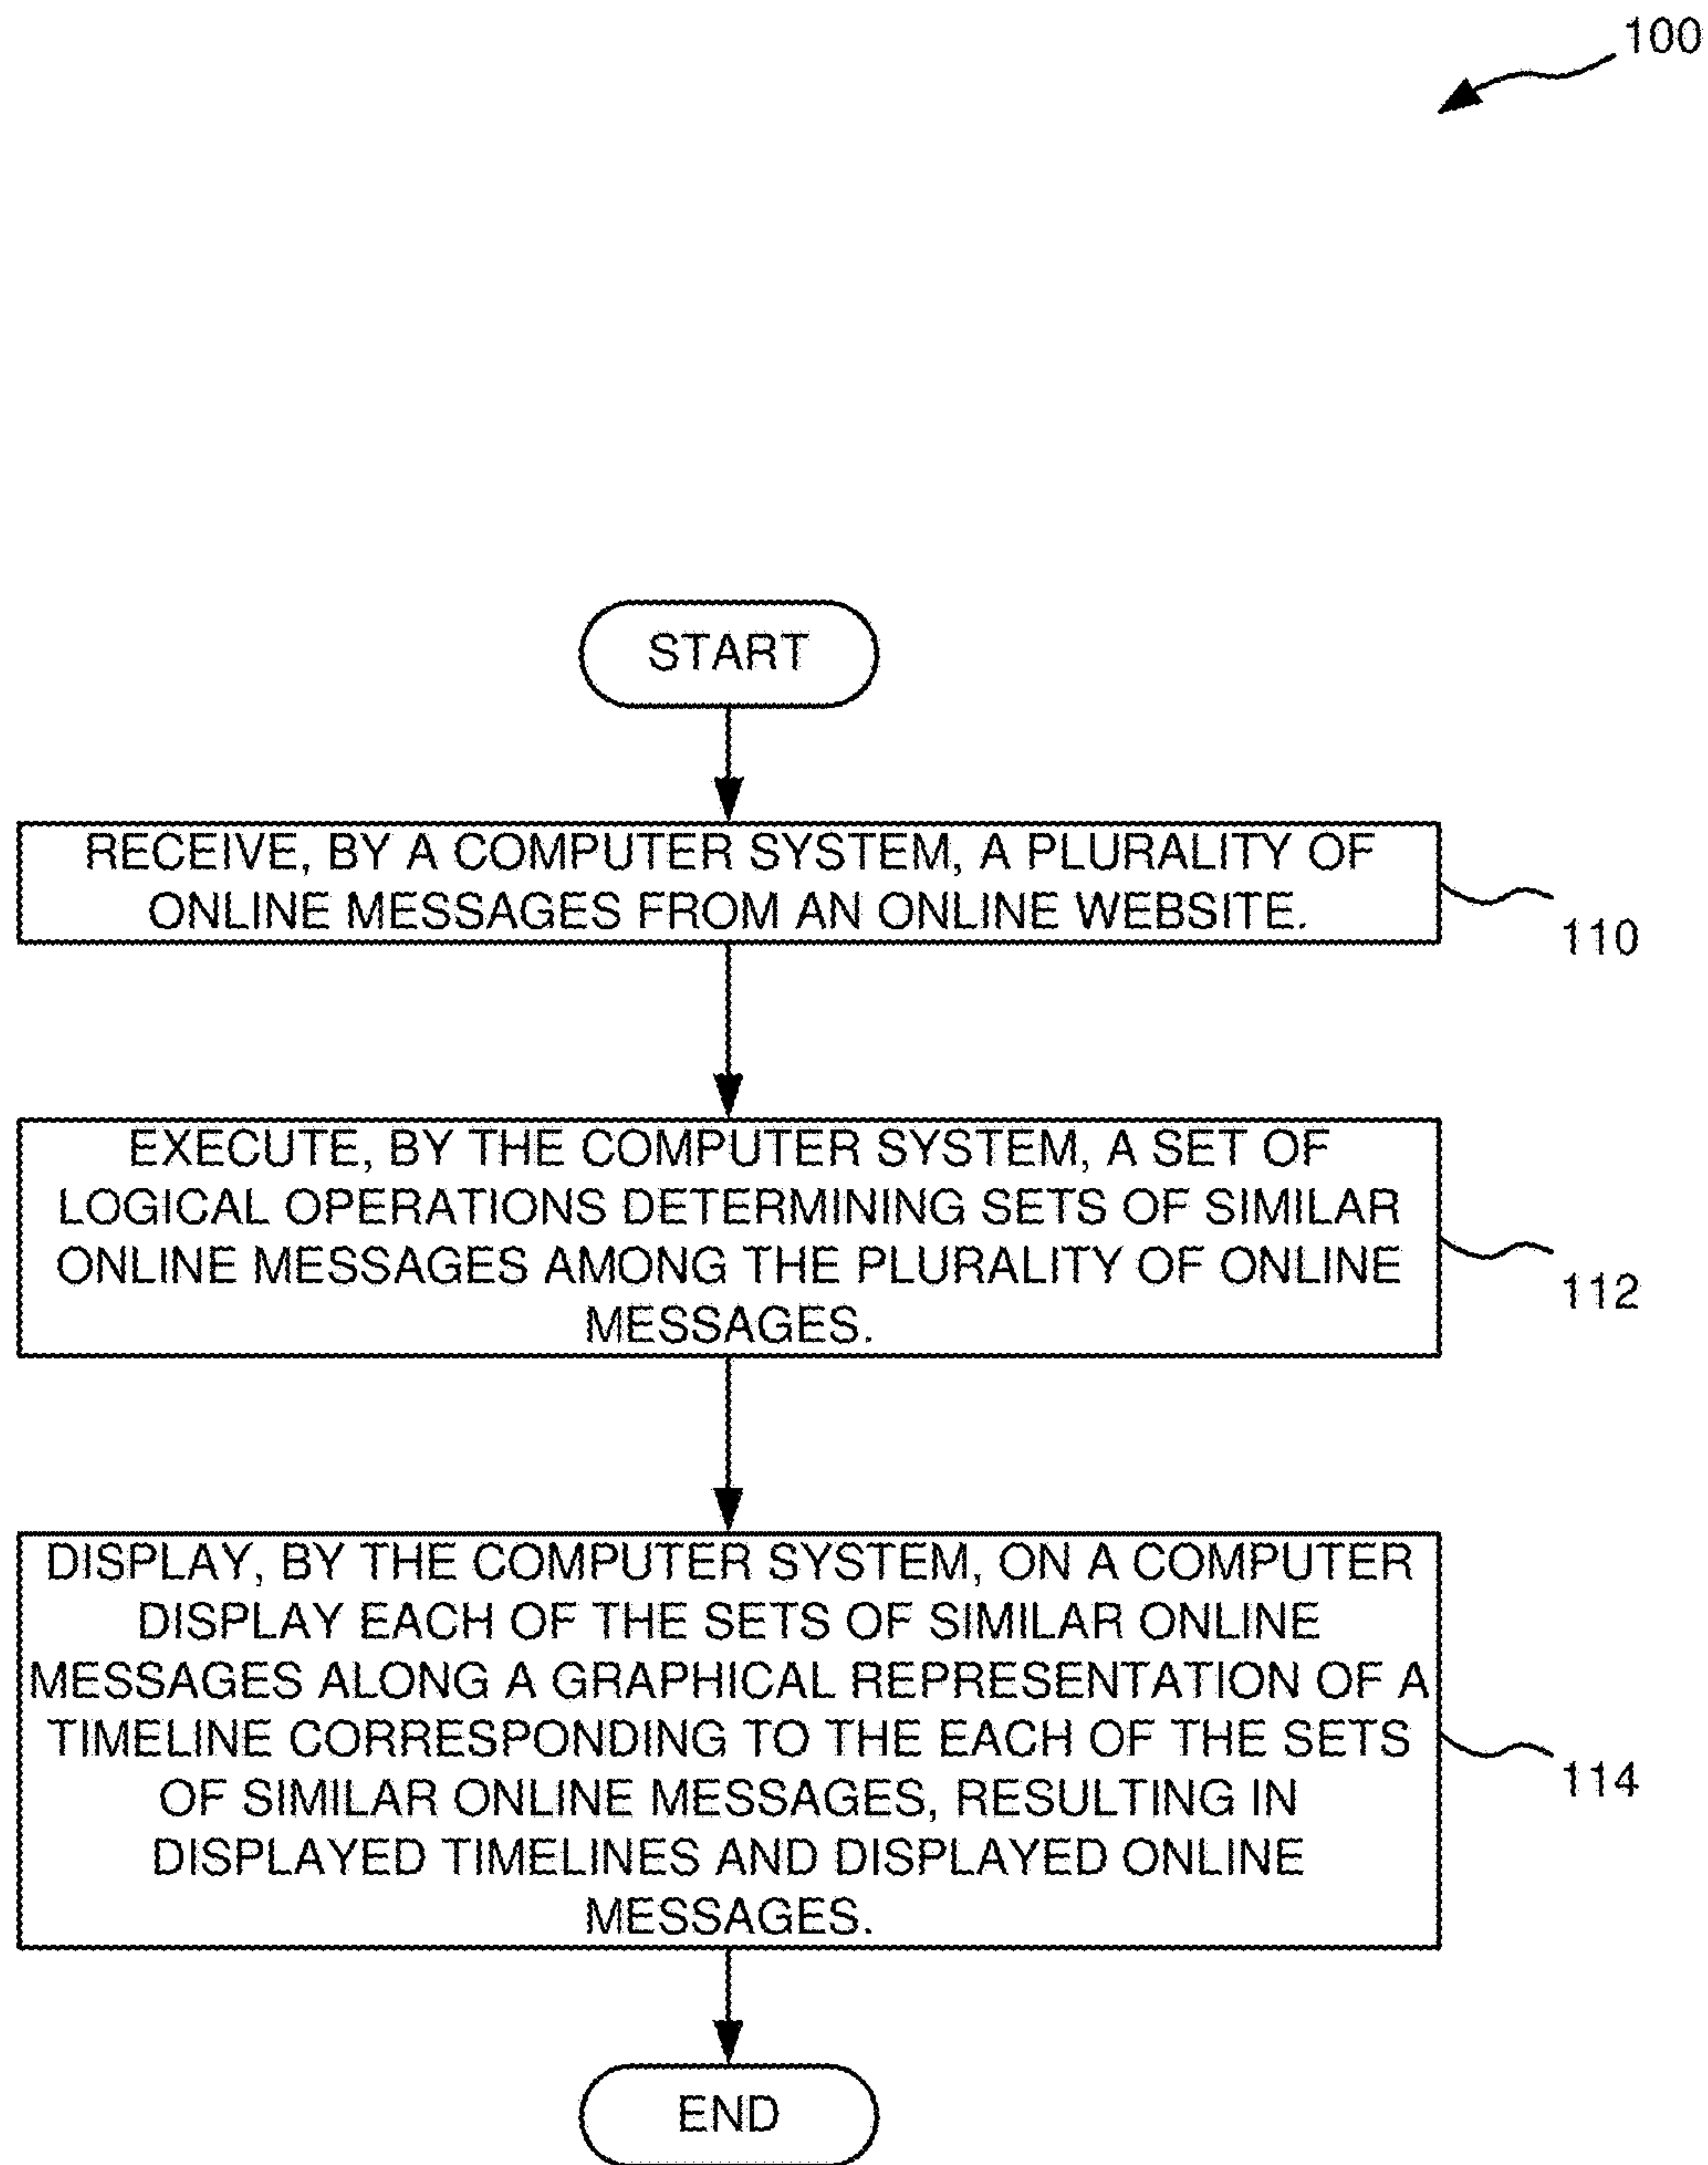 100
START
RECEIVE, BY A COMPUTER SYSTEM, A PLURALITY OF
ONLINE MESSAGES FROM AN ONLINE WEBSITE.
110
EXECUTE, BY THE COMPUTER SYSTEM, A SET OF
LOGICAL OPERATIONS DETERMINING SETS OF SIMILAR
ONLINE MESSAGES AMONG THE PLURALITY OF ONLINE
MESSAGES.
112
DISPLAY, BY THE COMPUTER SYSTEM, ON A COMPUTER
DISPLAY EACH OF THE SETS OF SIMILAR ONLINE
MESSAGES ALONG A GRAPHICAL REPRESENTATION OF A
TIMELINE CORRESPONDING TO THE EACH OF THE SETS
OF SIMILAR ONLINE MESSAGES, RESULTING IN
DISPLAYED TIMELINES AND DISPLAYED ONLINE
MESSAGES.
114
END